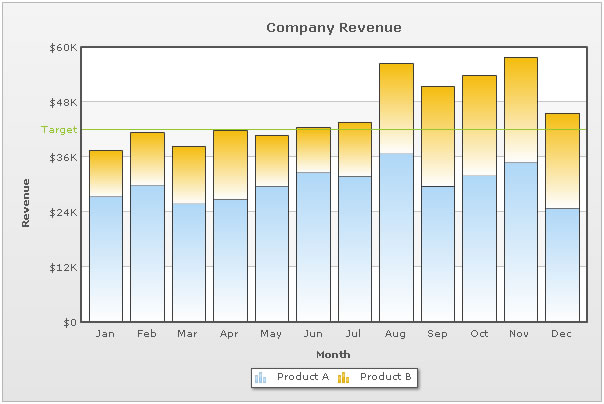 Company Revenue
$60K
$48K
Target
$36K
$24K
$12K
$0
Revenue
Jan Feb Mar Apr May Jun Jul Aug Sep Oct Nov Dec
Month
Product A Product B